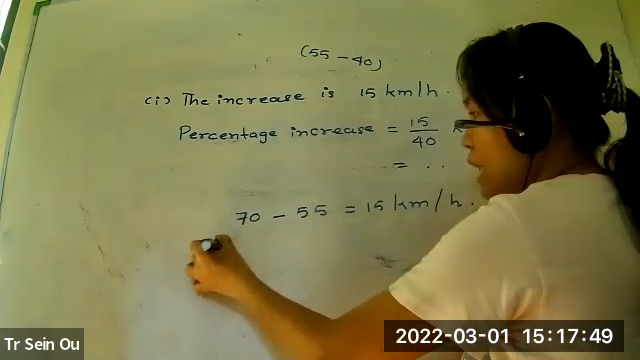 (55 - 40)
(i) The increase is 15 km/h.
Percentage increase = 15/40 ×
= ..
70 - 55 = 15 km/h.
Tr Sein Ou
2022-03-01 15:17:49